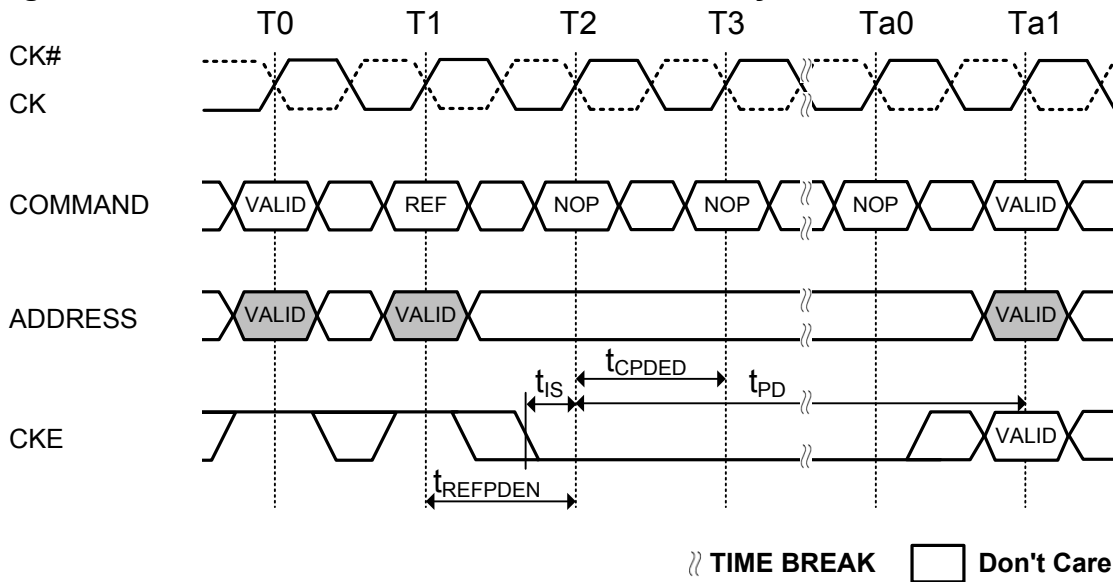 T0 T1 T2 T3 Ta0 Ta1
CK#
CK
COMMAND VALID REF NOP NOP NOP VALID
ADDRESS VALID VALID VALID
tIS tCPDED tPD
CKE VALID
tREFPDEN
TIME BREAK Don't Care